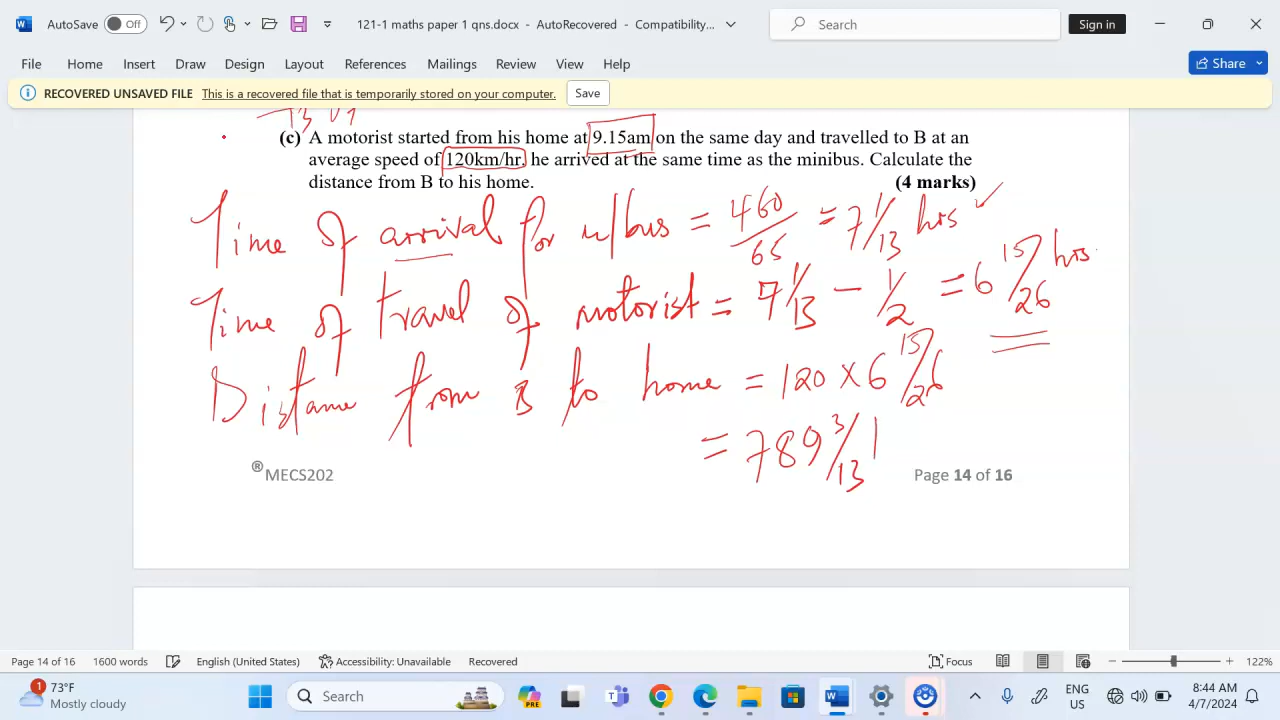 AutoSave Off 121-1 maths paper 1 qns.docx - AutoRecovered - Compatibility... Search Sign in
File Home Insert Draw Design Layout References Mailings Review View Help Share
RECOVERED UNSAVED FILE This is a recovered file that is temporarily stored on your computer. Save
(c) A motorist started from his home at 9.15am on the same day and travelled to B at an
average speed of 120km/hr. he arrived at the same time as the minibus. Calculate the
distance from B to his home. (4 marks)
Time of arrival for m/bus = 460/65 = 7 1/13 hrs ✓
Time of travel of motorist = 7 1/13 - 1/2 = 6 15/26 hrs
Distance from B to home = 120 × 6 15/26
= 789 3/13
®MECS202 Page 14 of 16
Page 14 of 16 1600 words English (United States) Accessibility: Unavailable Recovered Focus 122%
1 73°F
Mostly cloudy
Search
PRE
ENG
US
8:44 AM
4/7/2024